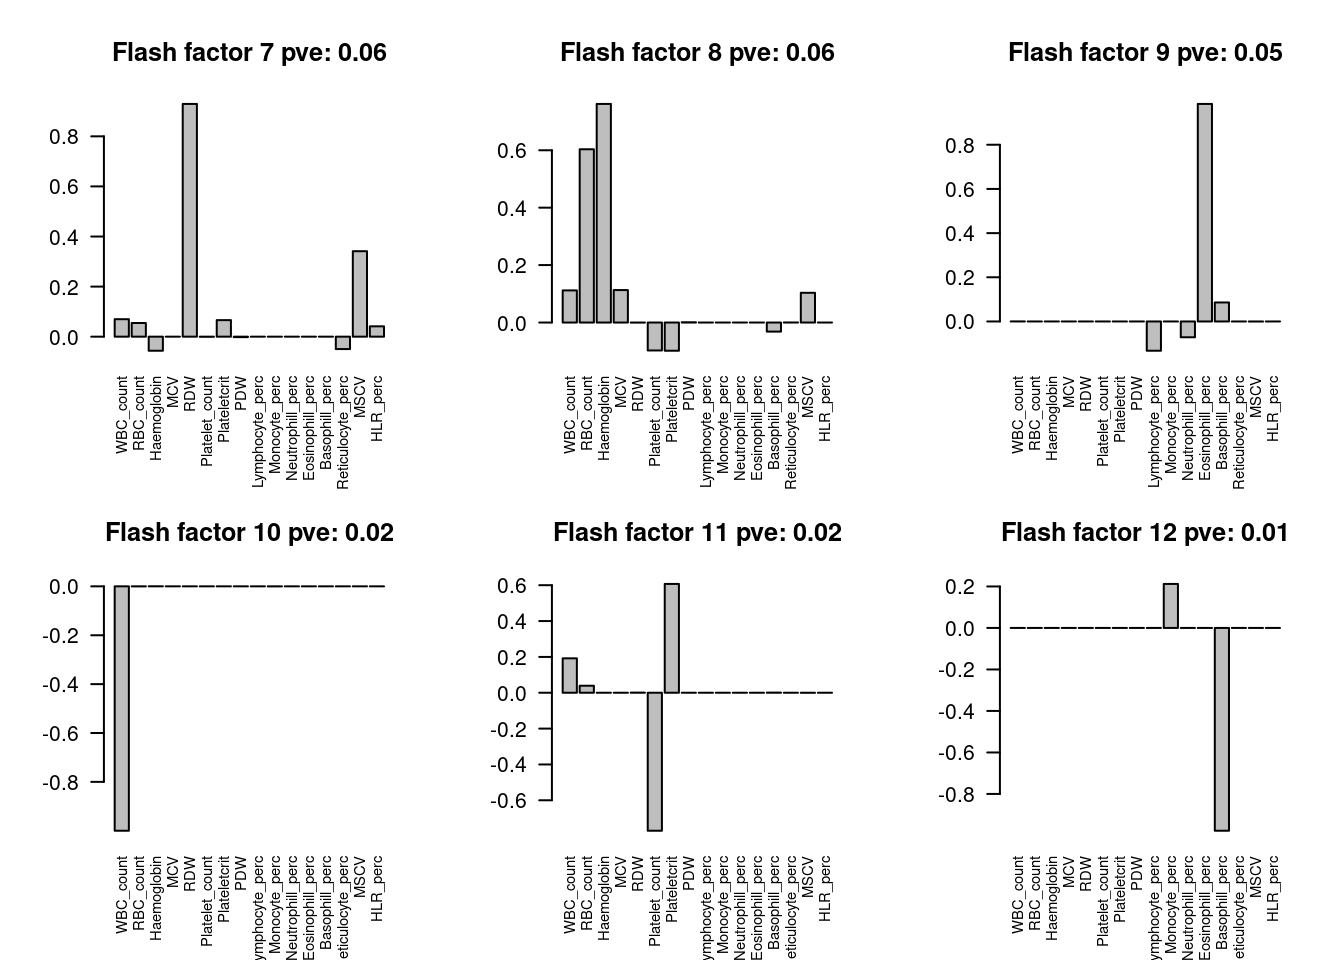 Flash factor 7 pve: 0.06
0.8
0.6
0.4
0.2
0.0
WBC_count
RBC_count
Haemoglobin
MCV
RDW
Platelet_count
Plateletcrit
PDW
Lymphocyte_perc
Monocyte_perc
Neutrophill_perc
Eosinophill_perc
Basophill_perc
Reticulocyte_perc
MSCV
HLR_perc
Flash factor 8 pve: 0.06
0.6
0.4
0.2
0.0
WBC_count
RBC_count
Haemoglobin
MCV
RDW
Platelet_count
Plateletcrit
PDW
Lymphocyte_perc
Monocyte_perc
Neutrophill_perc
Eosinophill_perc
Basophill_perc
Reticulocyte_perc
MSCV
HLR_perc
Flash factor 9 pve: 0.05
0.8
0.6
0.4
0.2
0.0
WBC_count
RBC_count
Haemoglobin
MCV
RDW
Platelet_count
Plateletcrit
PDW
Lymphocyte_perc
Monocyte_perc
Neutrophill_perc
Eosinophill_perc
Basophill_perc
Reticulocyte_perc
MSCV
HLR_perc
Flash factor 10 pve: 0.02
0.0
-0.2
-0.4
-0.6
-0.8
WBC_count
RBC_count
Haemoglobin
MCV
RDW
Platelet_count
Plateletcrit
PDW
ymphocyte_perc
Monocyte_perc
Neutrophill_perc
Eosinophill_perc
Basophill_perc
eticulocyte_perc
MSCV
HLR_perc
Flash factor 11 pve: 0.02
0.6
0.4
0.2
0.0
-0.2
-0.4
-0.6
WBC_count
RBC_count
Haemoglobin
MCV
RDW
Platelet_count
Plateletcrit
PDW
ymphocyte_perc
Monocyte_perc
Neutrophill_perc
Eosinophill_perc
Basophill_perc
eticulocyte_perc
MSCV
HLR_perc
Flash factor 12 pve: 0.01
0.2
0.0
-0.2
-0.4
-0.6
-0.8
WBC_count
RBC_count
Haemoglobin
MCV
RDW
Platelet_count
Plateletcrit
PDW
ymphocyte_perc
Monocyte_perc
Neutrophill_perc
Eosinophill_perc
Basophill_perc
eticulocyte_perc
MSCV
HLR_perc